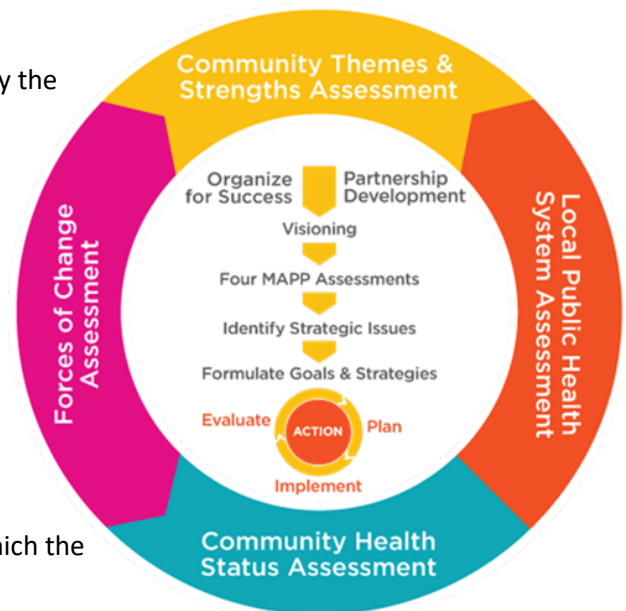 y the
Community Themes &
Strengths Assessment
Organize
for Success
Partnership
Development
Visioning
Four MAPP Assessments
Identify Strategic Issues
Formulate Goals & Strategies
Evaluate
ACTION
Plan
Implement
Forces of Change
Assessment
Local Public Health
System Assessment
hich the
Community Health
Status Assessment